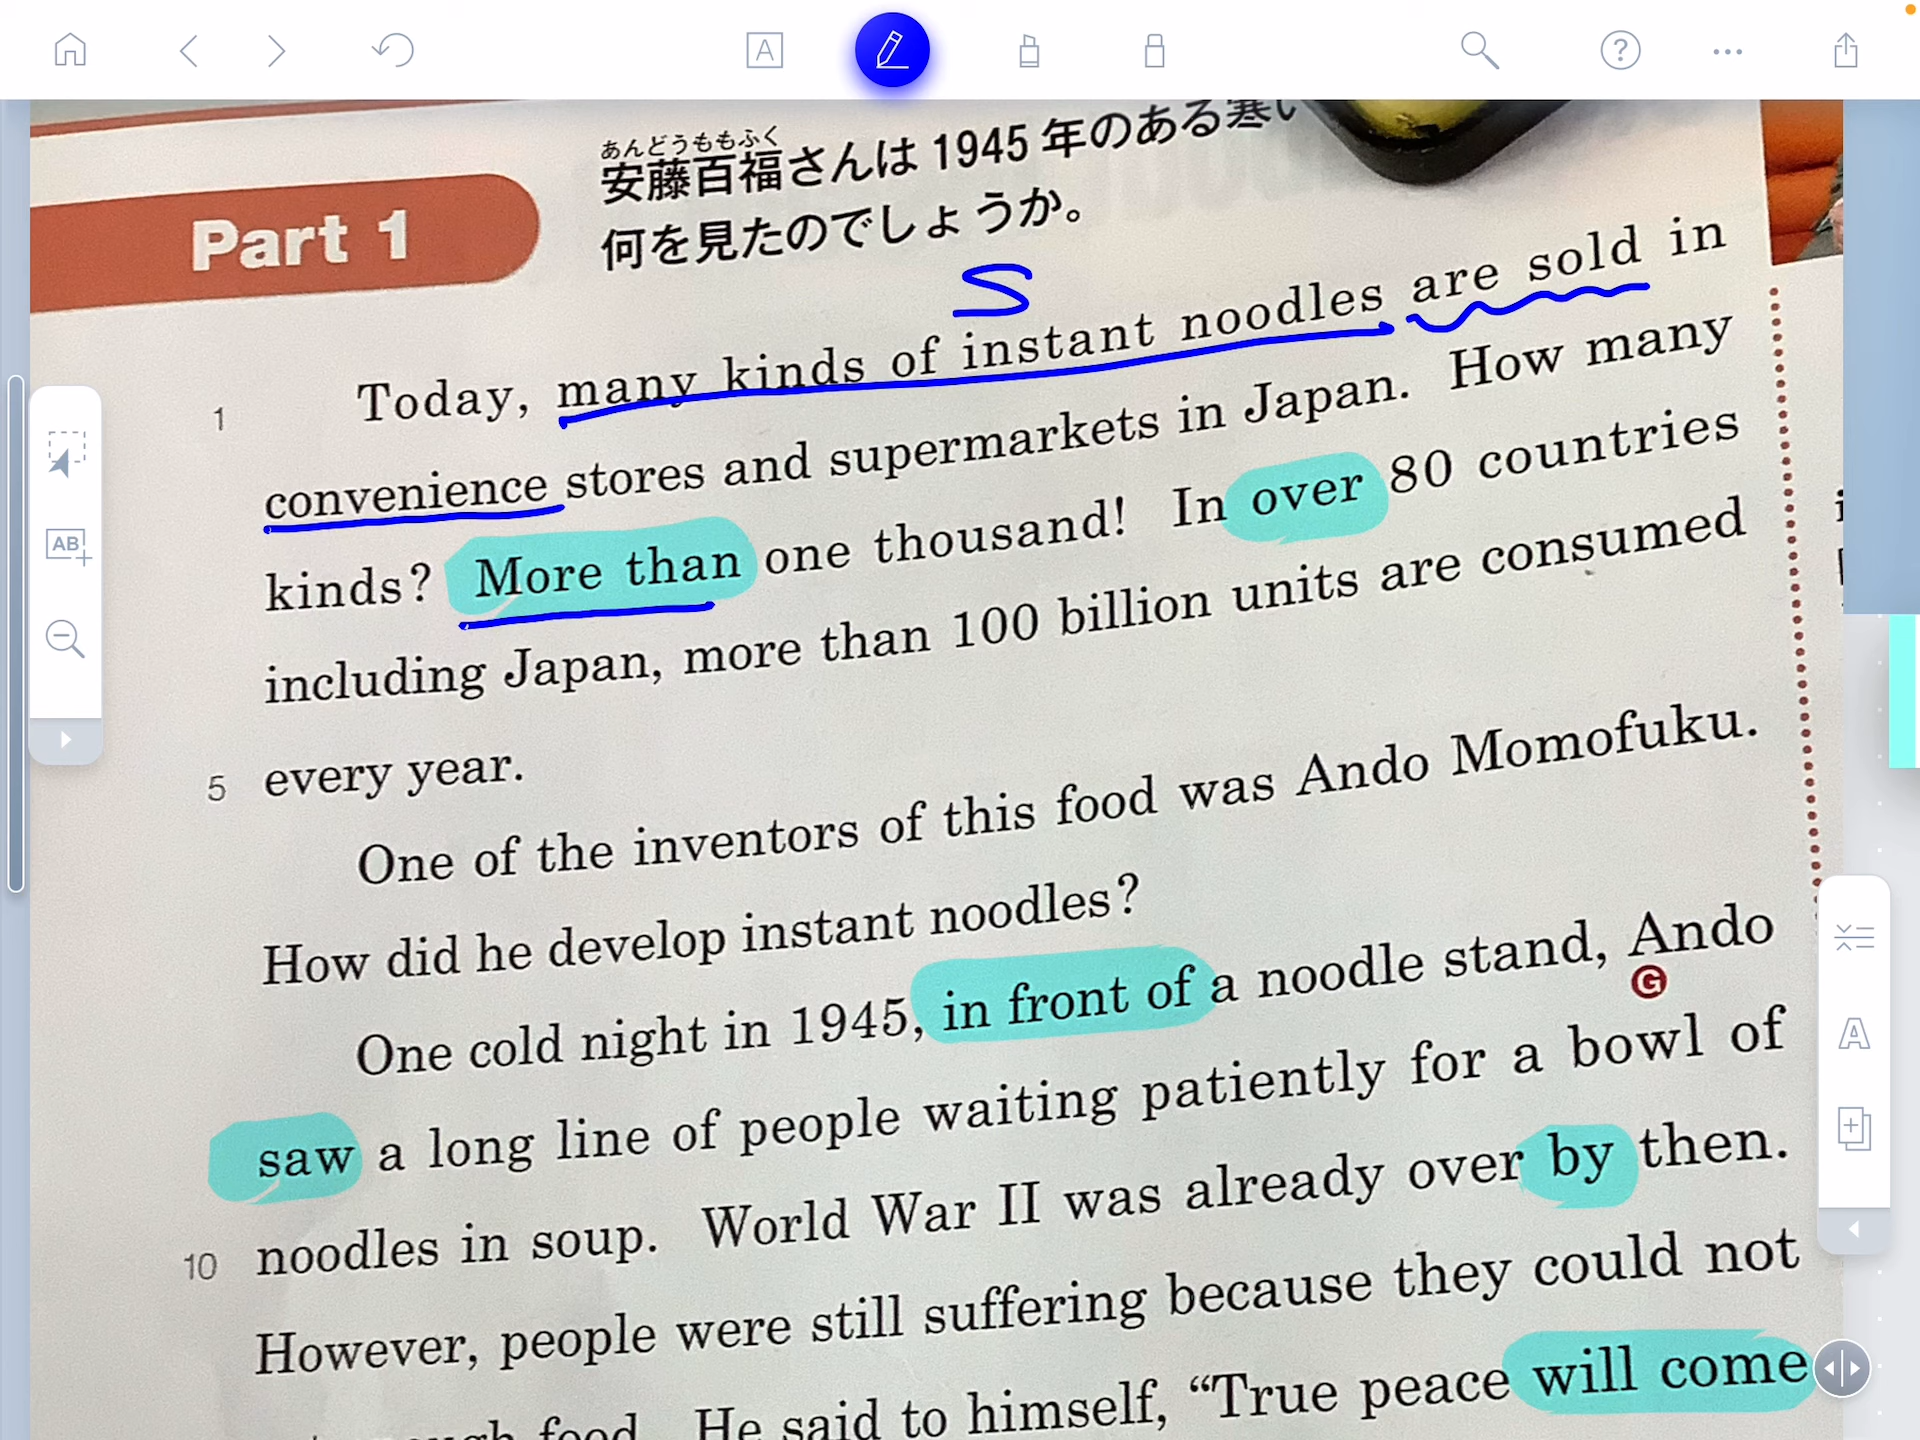 あんどうももふく
安藤百福さんは1945年のある寒い
何を見たのでしょうか。
Part 1
S
1 Today, many kinds of instant noodles are sold in
convenience stores and supermarkets in Japan. How many
kinds? More than one thousand! In over 80 countries
including Japan, more than 100 billion units are consumed
5 every year.
One of the inventors of this food was Ando Momofuku.
How did he develop instant noodles?
One cold night in 1945, in front of a noodle stand, Ando
G
saw a long line of people waiting patiently for a bowl of
10 noodles in soup. World War II was already over by then.
However, people were still suffering because they could not
food. He said to himself, “True peace will come